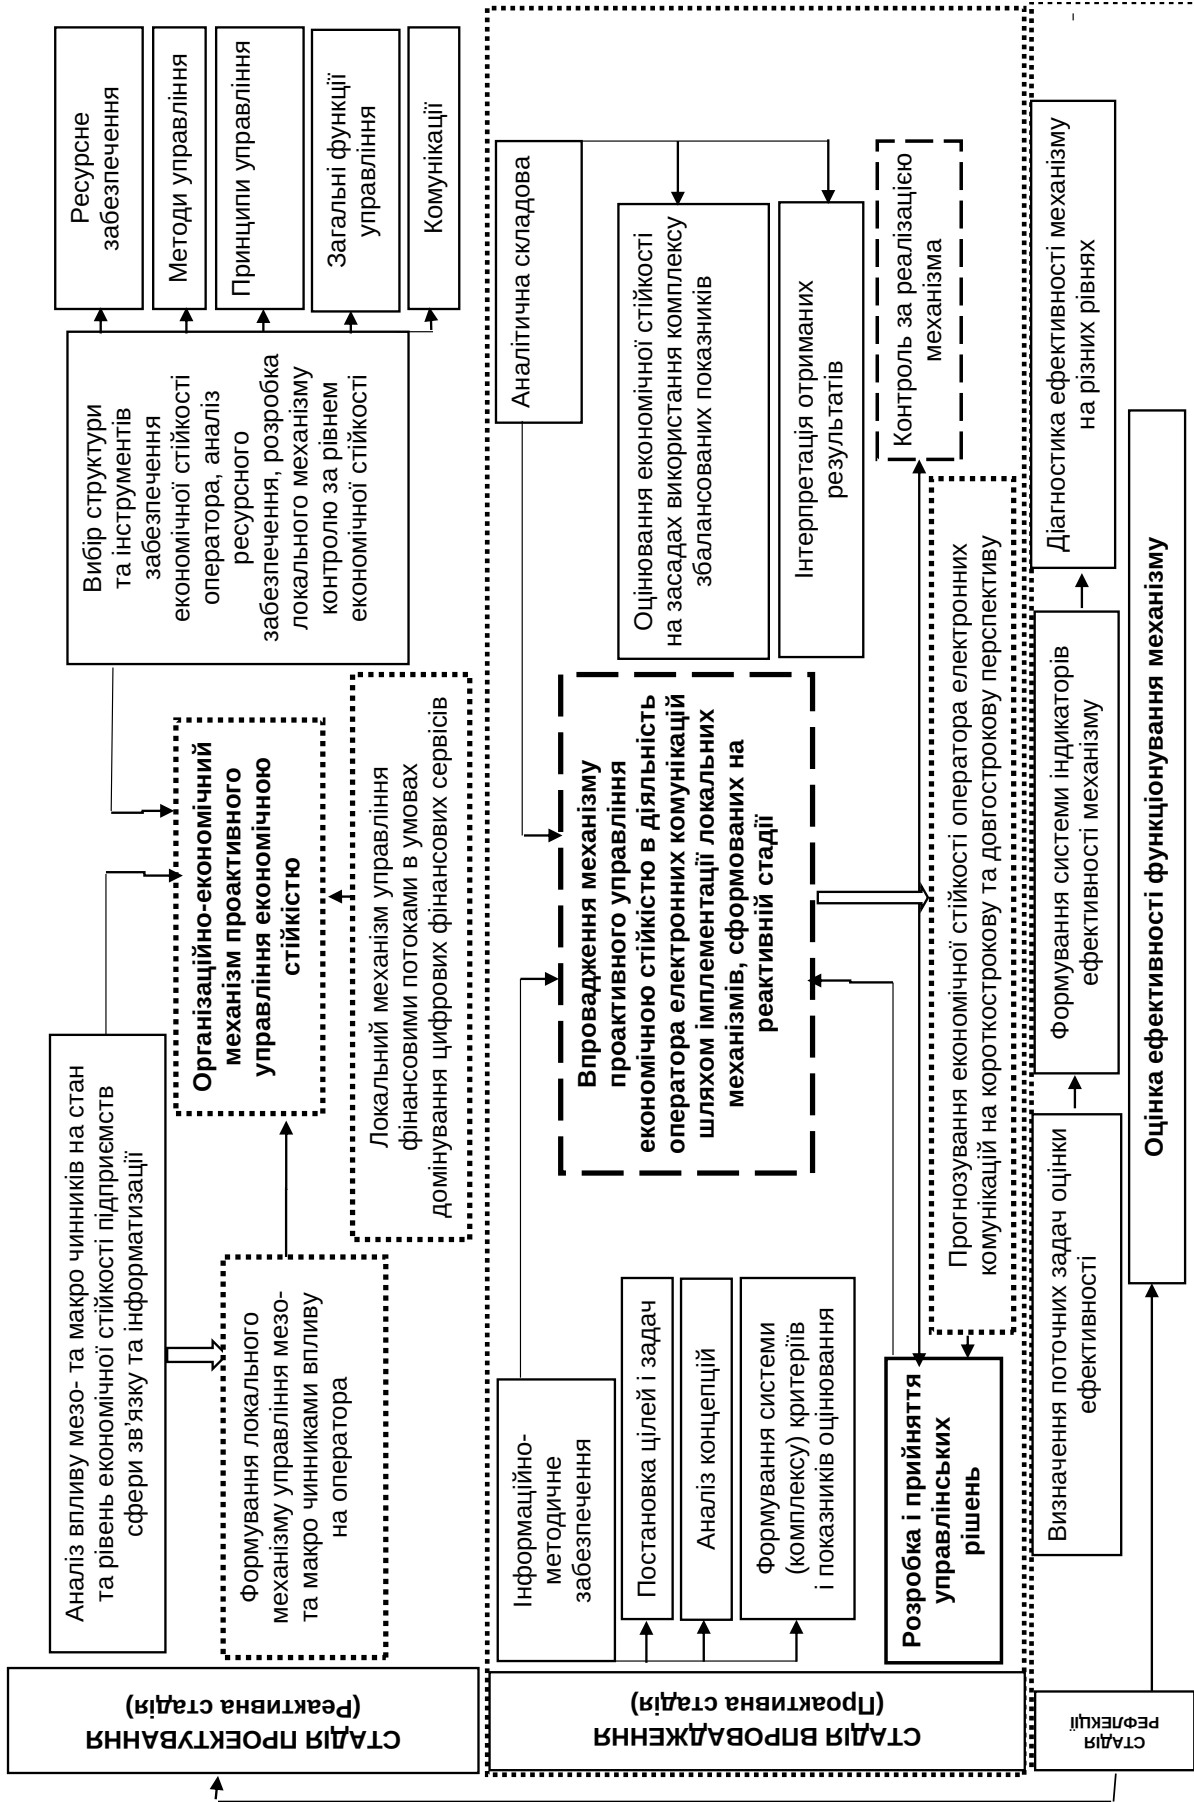 СТАДІЯ ПРОЕКТУВАННЯ
(Реактивна стадія)
Аналіз впливу мезо- та макро чинників на стан
та рівень економічної стійкості підприємств
сфери зв’язку та інформатизації
Формування локального
механізму управління мезо-
та макро чинниками впливу
на оператора
Організаційно-економічний
механізм проактивного
управління економічною
стійкістю
Локальний механізм управління
фінансовими потоками в умовах
домінування цифрових фінансових сервісів
Вибір структури
та інструментів
забезпечення
економічної стійкості
оператора, аналіз
ресурсного
забезпечення, розробка
локального механізму
контролю за рівнем
економічної стійкості
Ресурсне
забезпечення
Методи управління
Принципи управління
Загальні функції
управління
Комунікації
СТАДІЯ ВПРОВАДЖЕННЯ
(Проактивна стадія)
Інформаційно-
методичне
забезпечення
Постановка цілей і задач
Аналіз концепцій
Формування системи
(комплексу) критеріїв
і показників оцінювання
Впровадження механізму
проактивного управління
економічною стійкістю в діяльність
оператора електронних комунікацій
шляхом імплементації локальних
механізмів, сформованих на
реактивній стадії
Аналітична складова
Оцінювання економічної стійкості
на засадах використання комплексу
збалансованих показників
Інтерпретація отриманих
результатів
Контроль за реалізацією
механізма
Прогнозування економічної стійкості оператора електронних
комунікацій на короткострокову та довгострокову перспективу
Розробка і прийняття
управлінських
рішень
СТАДІЯ
РЕФЛЕКЦІЇ
Визначення поточних задач оцінки
ефективності
Формування системи індикаторів
ефективності механізму
Діагностика ефективності механізму
на різних рівнях
Оцінка ефективності функціонування механізму